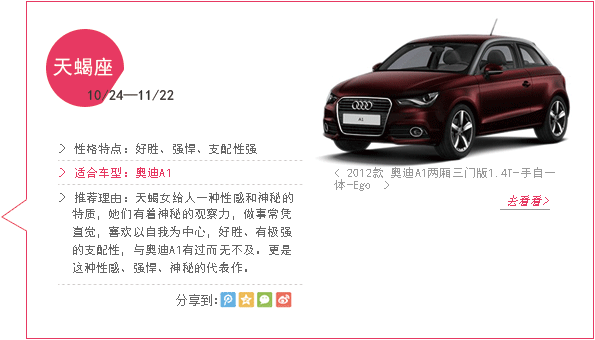 天蝎座
10/24—11/22
> 性格特点: 好胜、强悍、支配性强
> 适合车型: 奥迪A1
> 推荐理由: 天蝎女给人一种性感和神秘的
特质，她们有着神秘的观察力，做事常凭
直觉，喜欢以自我为中心，好胜、有极强
的支配性，与奥迪A1有过而无不及。更是
这种性感、强悍、神秘的代表作。
分享到:
A1
< 2012款 奥迪A1两厢三门版1.4T-手自一
体-Ego >
去看看>